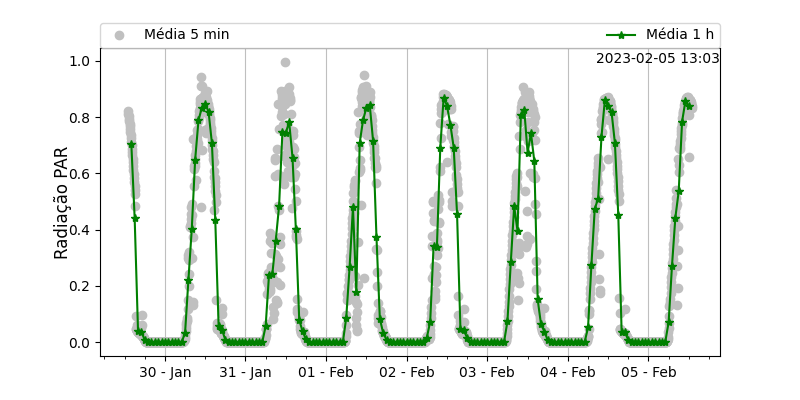 Média 5 min
Média 1 h
2023-02-05 13:03
Radiação PAR
1.0
0.8
0.6
0.4
0.2
0.0
30 - Jan
31 - Jan
01 - Feb
02 - Feb
03 - Feb
04 - Feb
05 - Feb